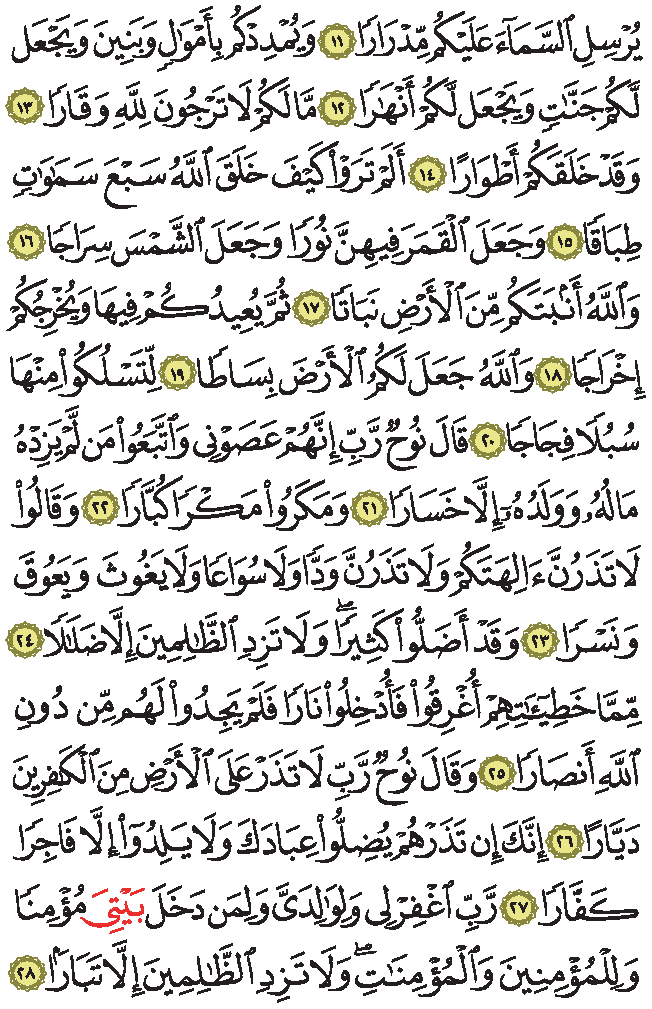 يُرْسِلِ ٱلسَّمَآءَ عَلَيْكُم مِّدْرَارًا ١١ وَيُمْدِدْكُم بِأَمْوَٰلٍ وَبَنِينَ وَيَجْعَل
لَّكُمْ جَنَّٰتٍ وَيَجْعَل لَّكُمْ أَنْهَٰرًا ١٢ مَّا لَكُمْ لَا تَرْجُونَ لِلَّهِ وَقَارًا ١٣
وَقَدْ خَلَقَكُمْ أَطْوَارًا ١٤ أَلَمْ تَرَوْا۟ كَيْفَ خَلَقَ ٱللَّهُ سَبْعَ سَمَٰوَٰتٍ
طِبَاقًا ١٥ وَجَعَلَ ٱلْقَمَرَ فِيهِنَّ نُورًا وَجَعَلَ ٱلشَّمْسَ سِرَاجًا ١٦
وَٱللَّهُ أَنۢبَتَكُم مِّنَ ٱلْأَرْضِ نَبَاتًا ١٧ ثُمَّ يُعِيدُكُمْ فِيهَا وَيُخْرِجُكُمْ
إِخْرَاجًا ١٨ وَٱللَّهُ جَعَلَ لَكُمُ ٱلْأَرْضَ بِسَاطًا ١٩ لِّتَسْلُكُوا۟ مِنْهَا
سُبُلًا فِجَاجًا ٢٠ قَالَ نُوحٌ رَّبِّ إِنَّهُمْ عَصَوْنِى وَٱتَّبَعُوا۟ مَن لَّمْ يَزِدْهُ
مَالُهُۥ وَوَلَدُهُۥٓ إِلَّا خَسَارًا ٢١ وَمَكَرُوا۟ مَكْرًا كُبَّارًا ٢٢ وَقَالُوا۟
لَا تَذَرُنَّ ءَالِهَتَكُمْ وَلَا تَذَرُنَّ وَدًّا وَلَا سُوَاعًا وَلَا يَغُوثَ وَيَعُوقَ
وَنَسْرًا ٢٣ وَقَدْ أَضَلُّوا۟ كَثِيرًا ۖ وَلَا تَزِدِ ٱلظَّٰلِمِينَ إِلَّا ضَلَٰلًا ٢٤
مِّمَّا خَطِيٓـَٰٔتِهِمْ أُغْرِقُوا۟ فَأُدْخِلُوا۟ نَارًا فَلَمْ يَجِدُوا۟ لَهُم مِّن دُونِ
ٱللَّهِ أَنصَارًا ٢٥ وَقَالَ نُوحٌ رَّبِّ لَا تَذَرْ عَلَى ٱلْأَرْضِ مِنَ ٱلْكَٰفِرِينَ
دَيَّارًا ٢٦ إِنَّكَ إِن تَذَرْهُمْ يُضِلُّوا۟ عِبَادَكَ وَلَا يَلِدُوٓا۟ إِلَّا فَاجِرًا
كَفَّارًا ٢٧ رَّبِّ ٱغْفِرْ لِى وَلِوَٰلِدَىَّ وَلِمَن دَخَلَ بَيْتِىَ مُؤْمِنًا
وَلِلْمُؤْمِنِينَ وَٱلْمُؤْمِنَٰتِ ۖ وَلَا تَزِدِ ٱلظَّٰلِمِينَ إِلَّا تَبَارًۢا ٢٨